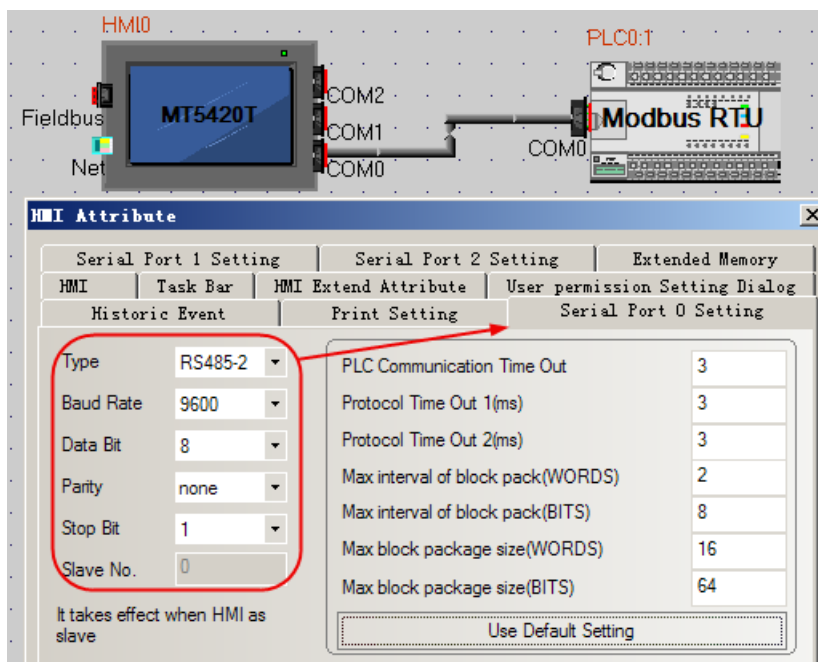 HMI0
PLC0:1
COM2
Fieldbus
MT5420T
COM1
Modbus RTU
COM0
Net
COM0
HMI Attribute
Serial Port 1 Setting
Serial Port 2 Setting
Extended Memory
HMI
Task Bar
HMI Extend Attribute
User permission Setting Dialog
Historic Event
Print Setting
Serial Port 0 Setting
Type RS485-2
Baud Rate 9600
Data Bit 8
Parity none
Stop Bit 1
Slave No. 0
It takes effect when HMI as
slave
PLC Communication Time Out 3
Protocol Time Out 1(ms) 3
Protocol Time Out 2(ms) 3
Max interval of block pack(WORDS) 2
Max interval of block pack(BITS) 8
Max block package size(WORDS) 16
Max block package size(BITS) 64
Use Default Setting